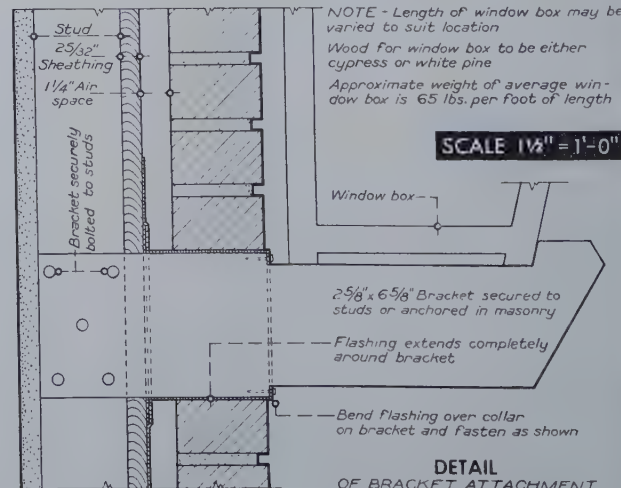 NOTE - Length of window box may be
varied to suit location
Wood for window box to be either
cypress or white pine
Approximate weight of average win-
dow box is 65 lbs. per foot of length
SCALE 1½" = 1'-0"
Stud
25/32"
Sheathing
1¼" Air
space
Bracket securely
bolted to studs
Window box
2⅝" x 6⅝" Bracket secured to
studs or anchored in masonry
Flashing extends completely
around bracket
Bend flashing over collar
on bracket and fasten as shown
DETAIL
OF BRACKET ATTACHMENT